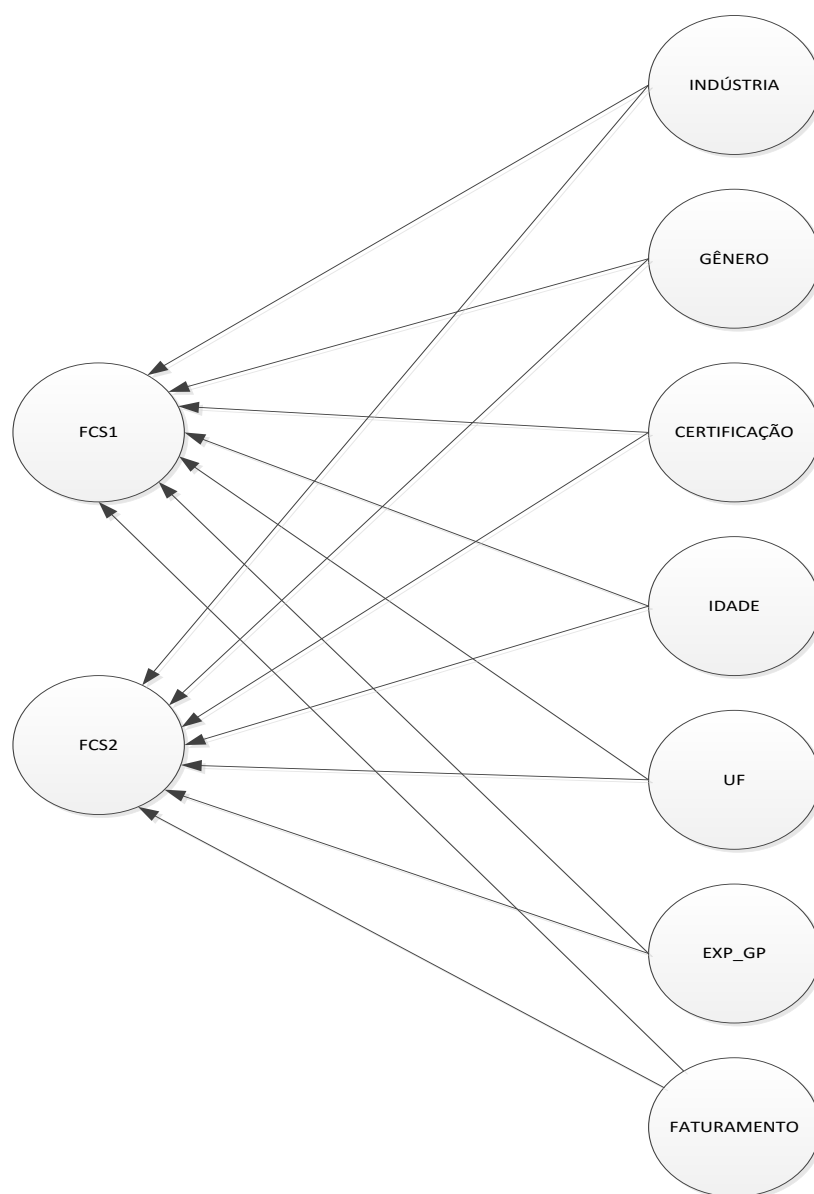 INDÚSTRIA
GÊNERO
FCS1
CERTIFICAÇÃO
IDADE
FCS2
UF
EXP_GP
FATURAMENTO